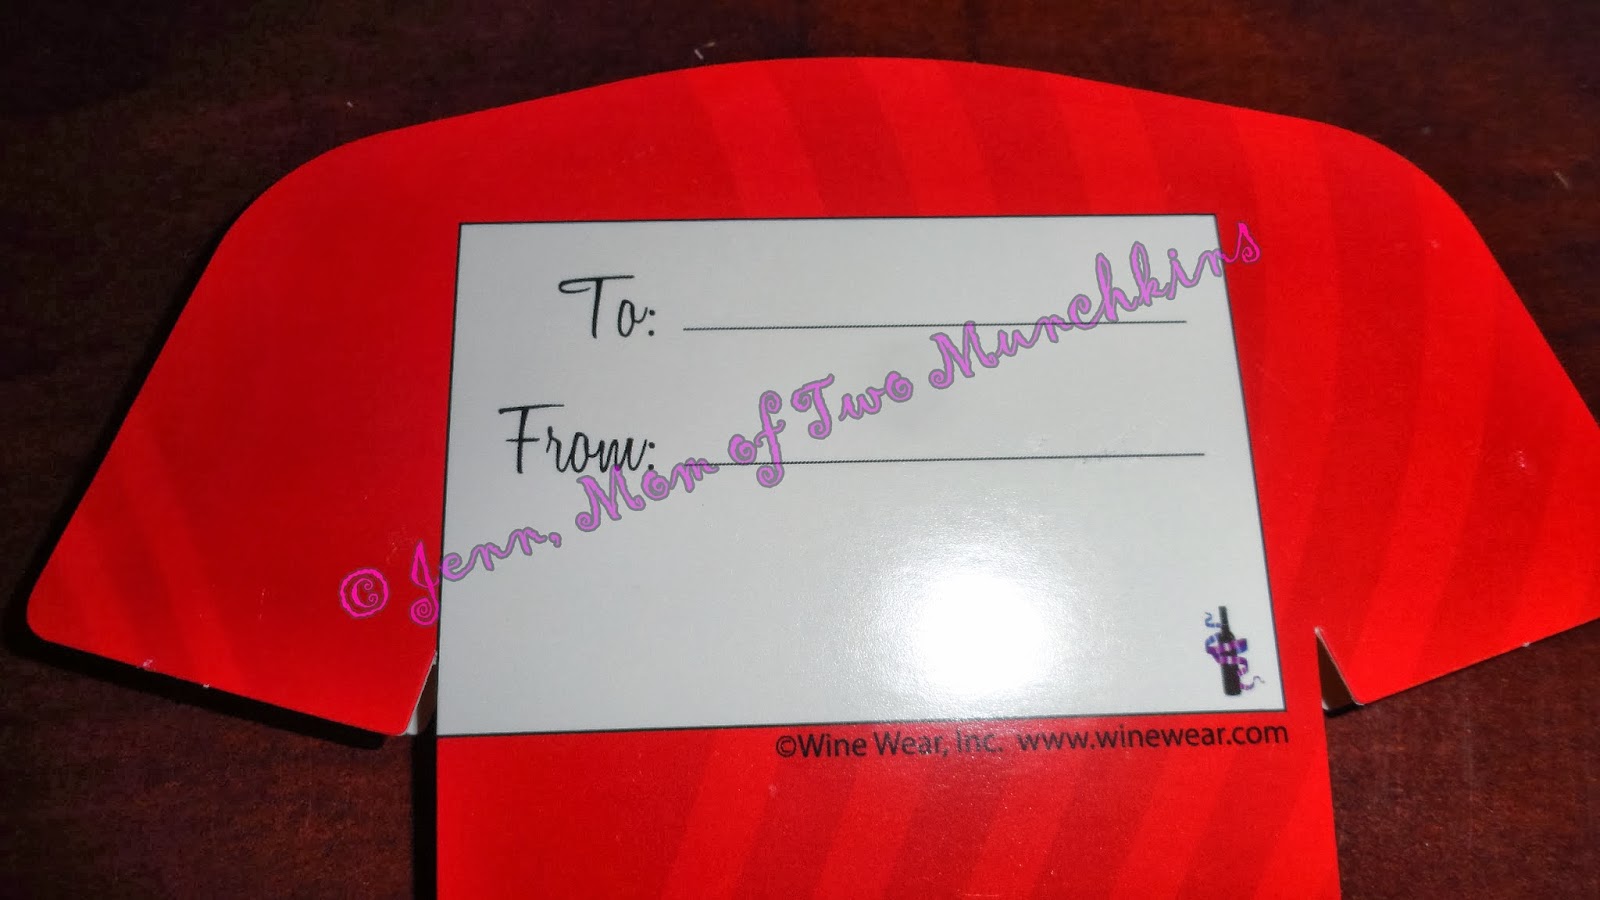 To:
From:
© Jenn, Mom of Two Munchkins
©Wine Wear, Inc. www.winewear.com